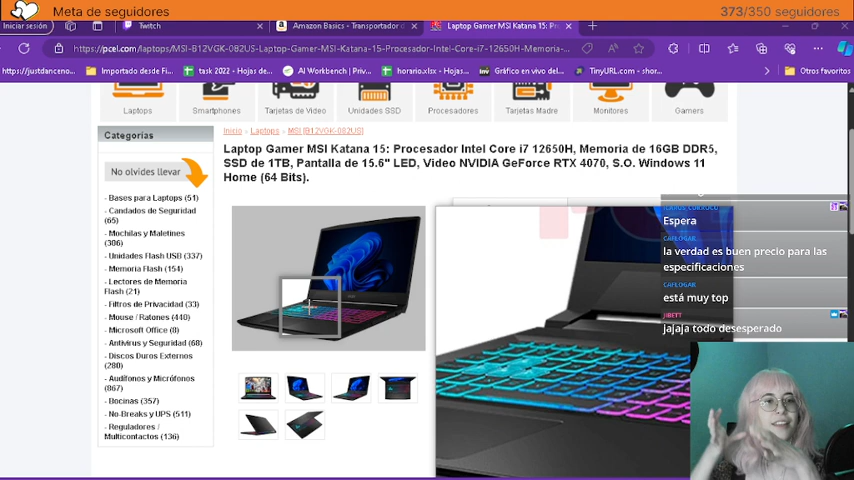 Meta de seguidores
373/350 seguidores
Iniciar sesión
Twitch
Amazon Basics - Transportador d
Laptop Gamer MSI Katana 15: Pro
https://pcel.com/laptops/MSI-B12VGK-082US-Laptop-Gamer-MSI-Katana-15-Procesador-Intel-Core-i7-12650H-Memoria-...
https://justdanceno...
Importado desde Fi...
task 2022 - Hojas de...
AI Workbench | Priv...
horario.xlsx - Hojas...
Gráfico en vivo del...
TinyURL.com - shor...
Otros favoritos
Laptops
Smartphones
Tarjetas de Video
Unidades SSD
Procesadores
Tarjetas Madre
Monitores
Gamers
Categorías
No olvides llevar
- Bases para Laptops (51)
- Candados de Seguridad
(65)
- Mochilas y Maletines
(386)
- Unidades Flash USB (337)
- Memoria Flash (154)
- Lectores de Memoria
Flash (21)
- Filtros de Privacidad (33)
- Mouse / Ratones (440)
- Microsoft Office (8)
- Antivirus y Seguridad (68)
- Discos Duros Externos
(280)
- Audífonos y Micrófonos
(867)
- Bocinas (357)
- No-Breaks y UPS (511)
- Reguladores /
Multicontactos (136)
Inicio - Laptops - MSI [B12VGK-082US]
Laptop Gamer MSI Katana 15: Procesador Intel Core i7 12650H, Memoria de 16GB DDR5,
SSD de 1TB, Pantalla de 15.6" LED, Video NVIDIA GeForce RTX 4070, S.O. Windows 11
Home (64 Bits).
Espera
CAFLOGAR
la verdad es buen precio para las
especificaciones
CAFLOGAR
está muy top
JIBETT
jajaja todo desesperado